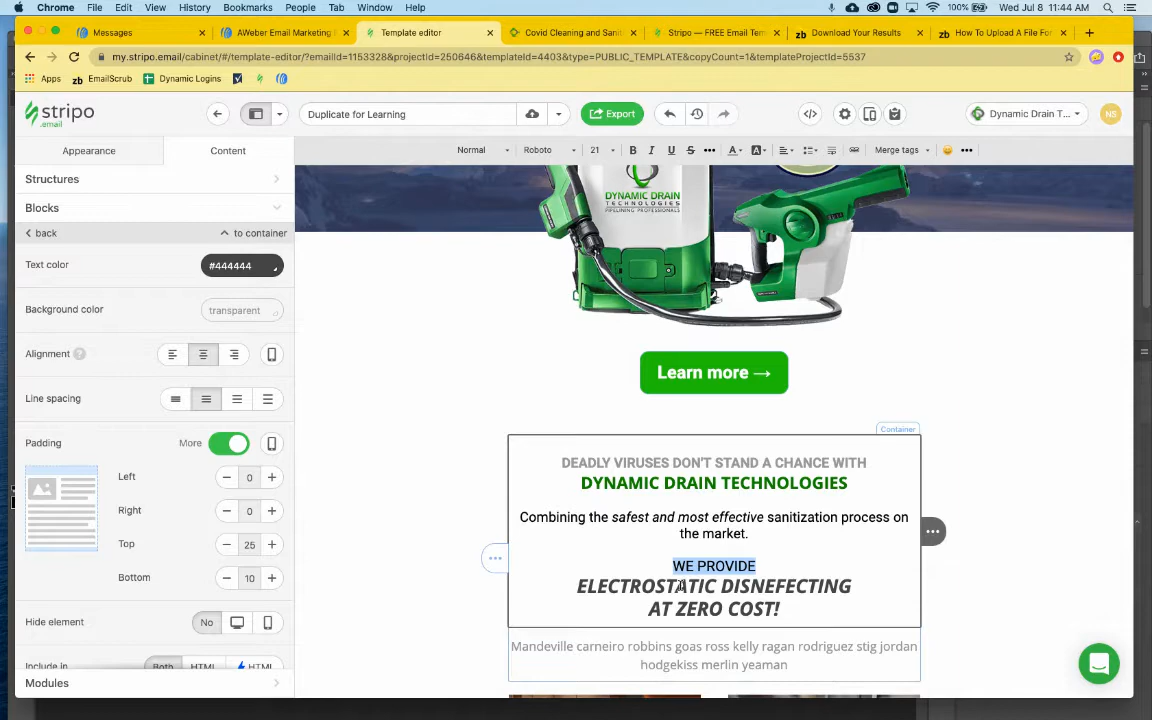 Chrome File Edit View History Bookmarks People Tab Window Help 100% Wed Jul 8 11:44 AM
Messages × AWeber Email Marketing × Template editor × Covid Cleaning and Sani × Stripo — FREE Email Tem × zb Download Your Results × zb How To Upload A File For × +
my.stripo.email/cabinet/#/template-editor/?emailId=1153328&projectId=250646&templateId=4403&type=PUBLIC_TEMPLATE&copyCount=1&templateProjectId=5537
Apps zb EmailScrub Dynamic Logins
stripo
.email
Duplicate for Learning
Export
Dynamic Drain T...
NS
Appearance
Content
Normal Roboto 21 B I U S ••• A A Merge tags •••
Structures
Blocks
back
to container
Text color
#444444
Background color
transparent
Alignment ?
Line spacing
Padding
More
Left
− 0 +
Right
− 0 +
Top
− 25 +
Bottom
− 10 +
Hide element
No
Include in
Both HTML HTML
Modules
DYNAMIC DRAIN
TECHNOLOGIES
PIPELINING PROFESSIONALS
Learn more →
Container
DEADLY VIRUSES DON'T STAND A CHANCE WITH
DYNAMIC DRAIN TECHNOLOGIES
Combining the safest and most effective sanitization process on
the market.
WE PROVIDE
ELECTROSTATIC DISNEFECTING
AT ZERO COST!
Mandeville carneiro robbins goas ross kelly ragan rodriguez stig jordan
hodgekiss merlin yeaman